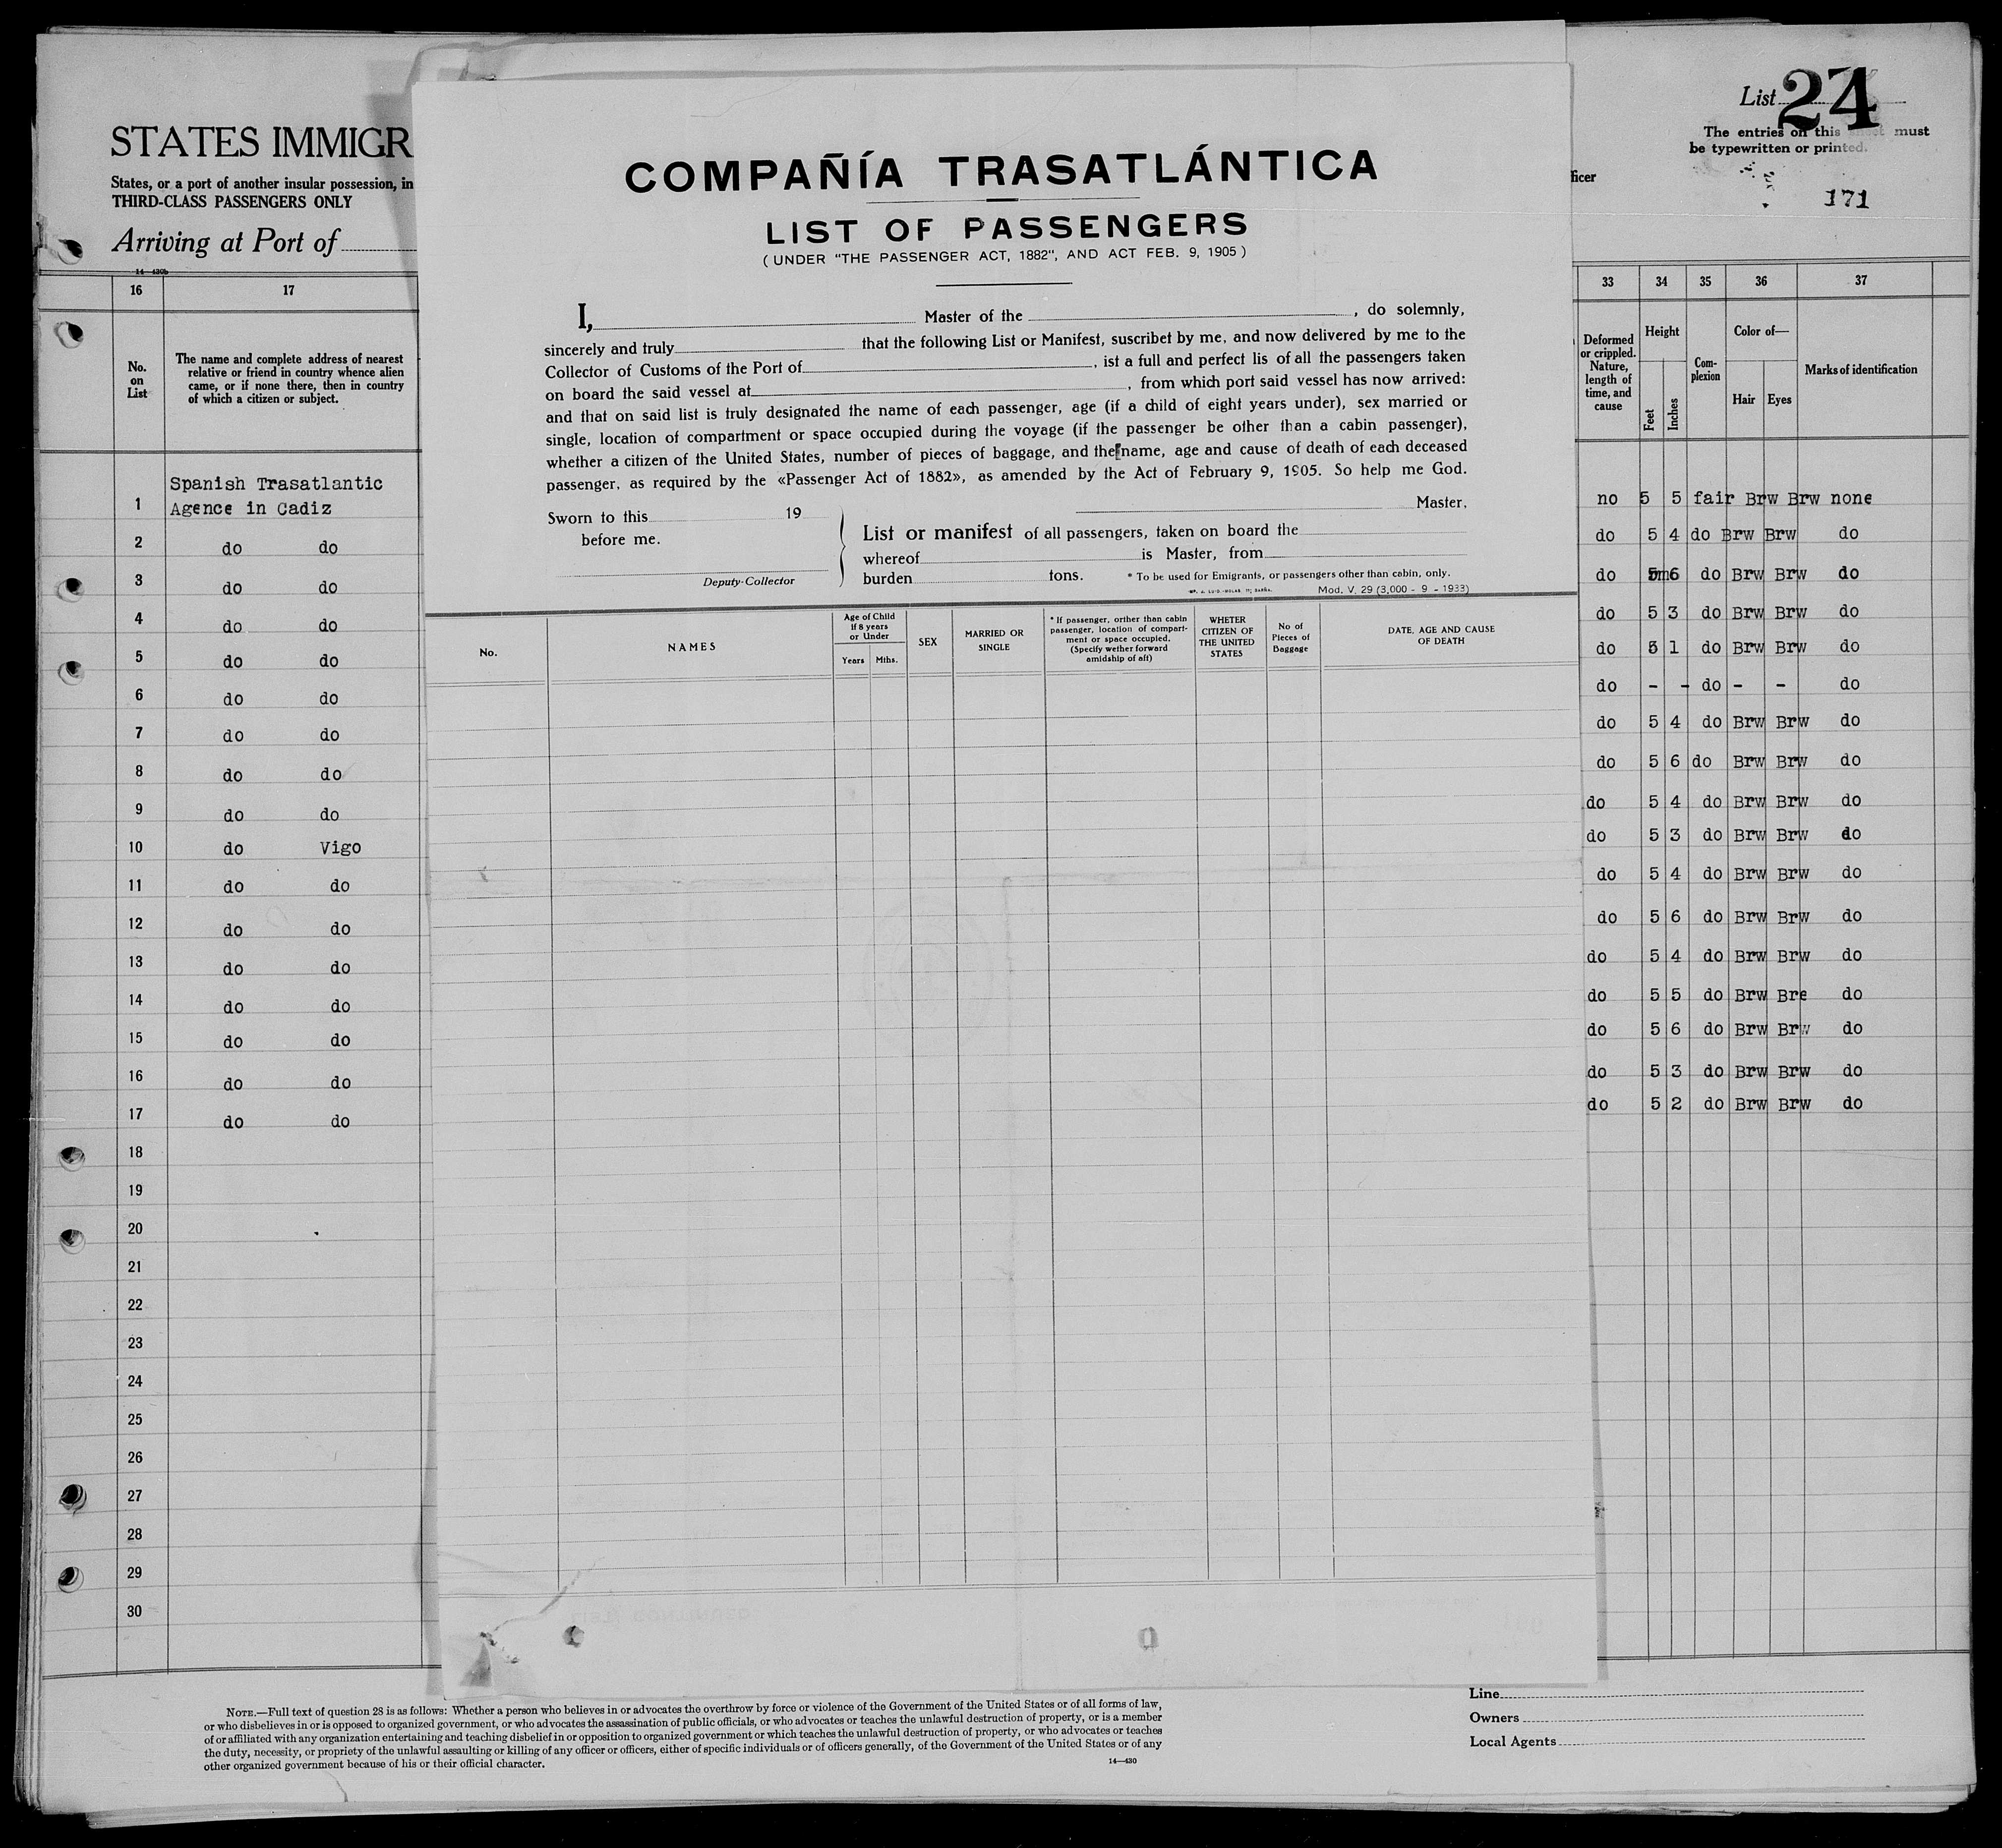 STATES IMMIGR
States, or a port of another insular possession, in
THIRD-CLASS PASSENGERS ONLY
Arriving at Port of
14—430b
List 24
The entries on this sheet must
be typewritten or printed.
ficer
171
COMPAÑÍA TRASATLÁNTICA
LIST OF PASSENGERS
( UNDER "THE PASSENGER ACT, 1882", AND ACT FEB. 9, 1905 )
I, Master of the , do solemnly,
sincerely and truly that the following List or Manifest, suscribet by me, and now delivered by me to the
Collector of Customs of the Port of , ist a full and perfect lis of all the passengers taken
on board the said vessel at , from which port said vessel has now arrived:
and that on said list is truly designated the name of each passenger, age (if a child of eight years under), sex married or
single, location of compartment or space occupied during the voyage (if the passenger be other than a cabin passenger),
whether a citizen of the United States, number of pieces of baggage, and the name, age and cause of death of each deceased
passenger, as required by the «Passenger Act of 1882», as amended by the Act of February 9, 1905. So help me God.
Master.
Sworn to this 19
before me.
Deputy-Collector
List or manifest of all passengers, taken on board the
whereof is Master, from
burden tons. * To be used for Emigrants, or passengers other than cabin, only.
Mod. V. 29 (3,000 - 9 - 1933)
No.
NAMES
Age of Child
if 8 years
or Under
Years Mths.
SEX
MARRIED OR
SINGLE
* If passenger, orther than cabin
passenger, location of compart-
ment or space occupied.
(Specify wether forward
amidship of aft)
WHETER
CITIZEN OF
THE UNITED
STATES
No of
Pieces of
Baggage
DATE, AGE AND CAUSE
OF DEATH
16 17 33 34 35 36 37
No.
on
List
The name and complete address of nearest
relative or friend in country whence alien
came, or if none there, then in country
of which a citizen or subject.
Deformed
or crippled.
Nature,
length of
time, and
cause
Height
Feet Inches
Com-
plexion
Color of—
Hair Eyes
Marks of identification
Spanish Trasatlantic
1 Agence in Cadiz no 5 5 fair Brw Brw none
2 do do do 5 4 do Brw Brw do
3 do do do 6 do Brw Brw do
4 do do do 5 3 do Brw Brw do
5 do do do 1 do Brw Brw do
6 do do do - - do - - do
7 do do do 5 4 do Brw Brw do
8 do do do 5 6 do Brw Brw do
9 do do do 5 4 do Brw Brw do
10 do Vigo do 5 3 do Brw Brw do
11 do do do 5 4 do Brw Brw do
12 do do do 5 6 do Brw Brw do
13 do do do 5 4 do Brw Brw do
14 do do do 5 5 do Brw Bre do
15 do do do 5 6 do Brw Brw do
16 do do do 5 3 do Brw Brw do
17 do do do 5 2 do Brw Brw do
18
19
20
21
22
23
24
25
26
27
28
29
30
NOTE.—Full text of question 28 is as follows: Whether a person who believes in or advocates the overthrow by force or violence of the Government of the United States or of all forms of law,
or who disbelieves in or is opposed to organized government, or who advocates the assassination of public officials, or who advocates or teaches the unlawful destruction of property, or is a member
of or affiliated with any organization entertaining and teaching disbelief in or opposition to organized government or which teaches the unlawful destruction of property, or who advocates or teaches
the duty, necessity, or propriety of the unlawful assaulting or killing of any officer or officers, either of specific individuals or of officers generally, of the Government of the United States or of any
other organized government because of his or their official character.
14—430
Line
Owners
Local Agents